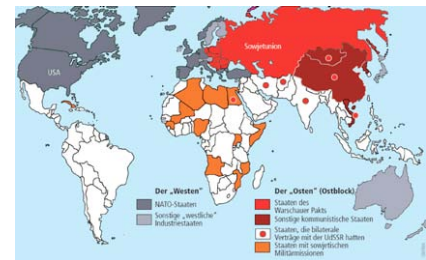 Sowjetunion
USA
Der „Westen“
NATO-Staaten
Sonstige „westliche“
Industriestaaten
Der „Osten“ (Ostblock)
Staaten des
Warschauer Pakts
Sonstige kommunistische Staaten
Staaten, die bilaterale
Verträge mit der UdSSR hatten
Staaten mit sowjetischen
Militärmissionen